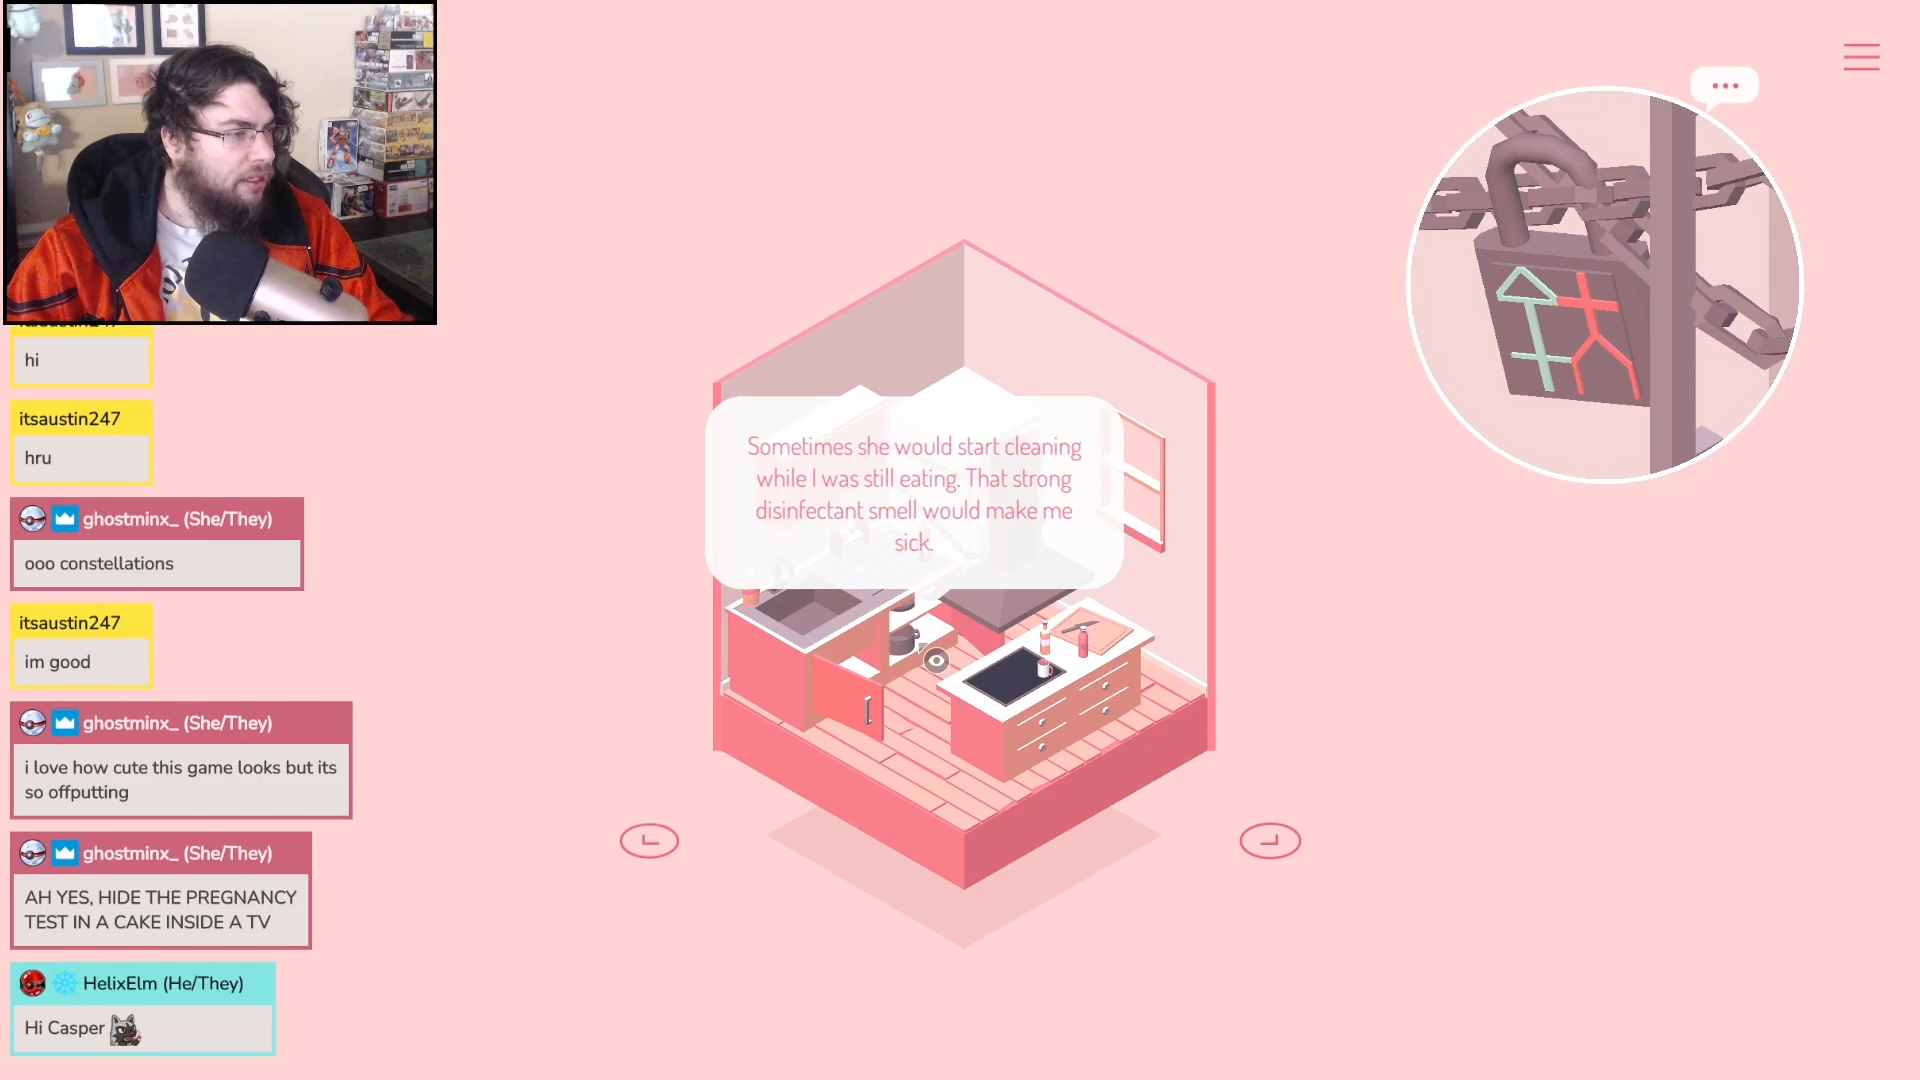 hi
itsaustin247
hru
ghostminx_ (She/They)
ooo constellations
itsaustin247
im good
ghostminx_ (She/They)
i love how cute this game looks but its
so offputting
ghostminx_ (She/They)
AH YES, HIDE THE PREGNANCY
TEST IN A CAKE INSIDE A TV
HelixElm (He/They)
Hi Casper
Sometimes she would start cleaning
while I was still eating. That strong
disinfectant smell would make me
sick.